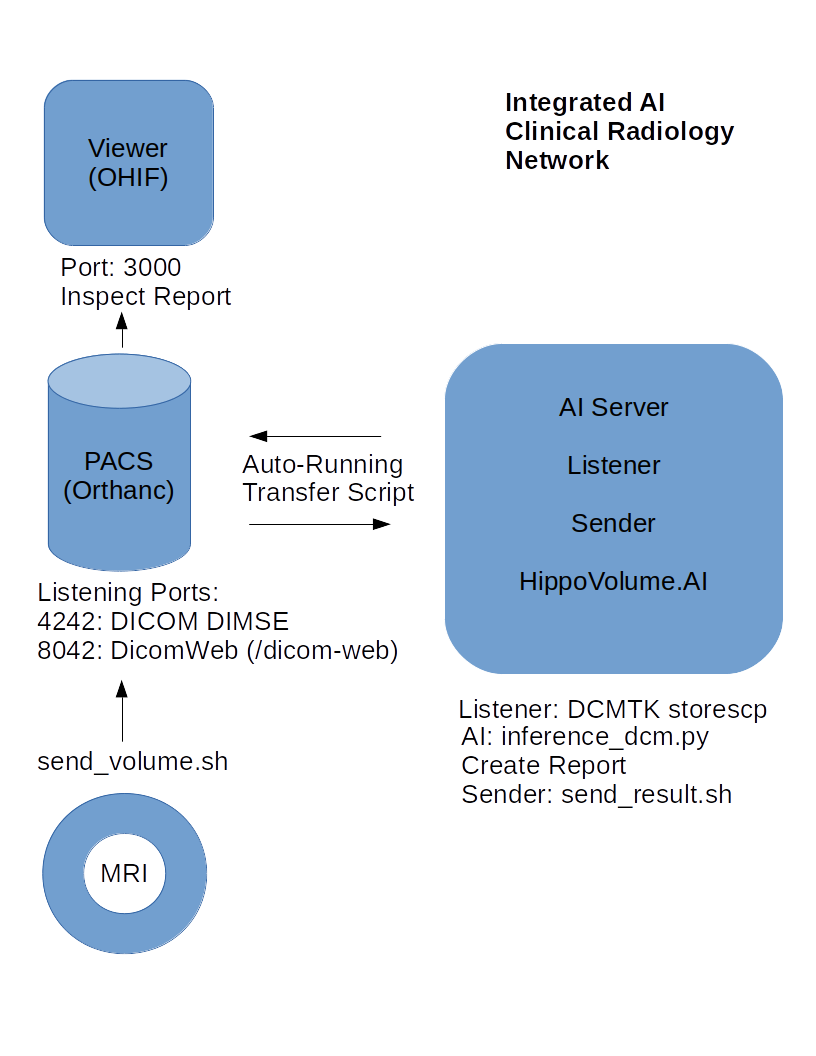 Integrated AI
Clinical Radiology
Network
Viewer
(OHIF)
Port: 3000
Inspect Report
PACS
(Orthanc)
Auto-Running
Transfer Script
AI Server
Listener
Sender
HippoVolume.AI
Listening Ports:
4242: DICOM DIMSE
8042: DicomWeb (/dicom-web)
Listener: DCMTK storescp
AI: inference_dcm.py
Create Report
Sender: send_result.sh
send_volume.sh
MRI